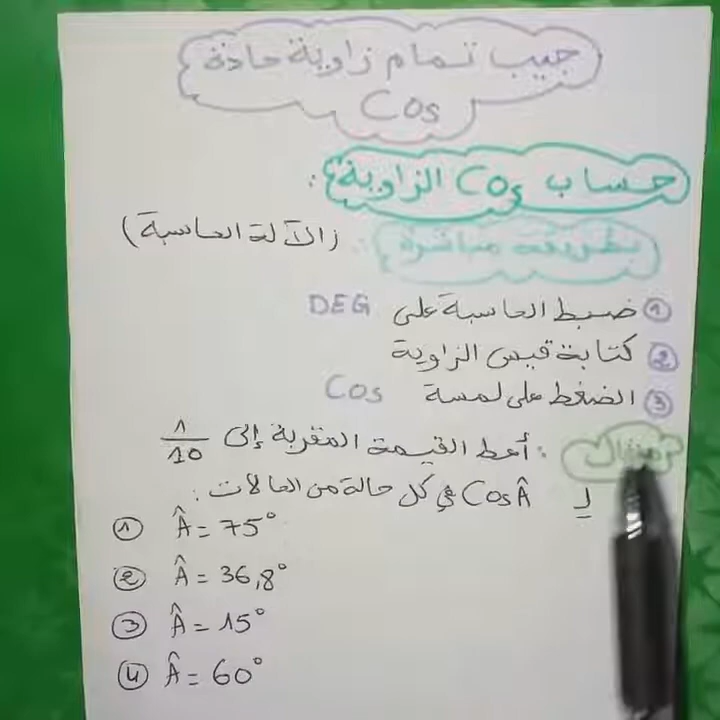 جيب تمام زاوية حادة
Cos
حساب Cos الزاوية :
بطريقة مباشرة : (الآلة الحاسبة)
① ضبط الحاسبة على DEG
② كتابة قيس الزاوية
③ الضغط على لمسة Cos
مثال : أعط القيمة المقربة إلى 1/10
لـ CosÂ في كل حالة من الحالات :
① Â = 75°
② Â = 36,8°
③ Â = 15°
④ Â = 60°